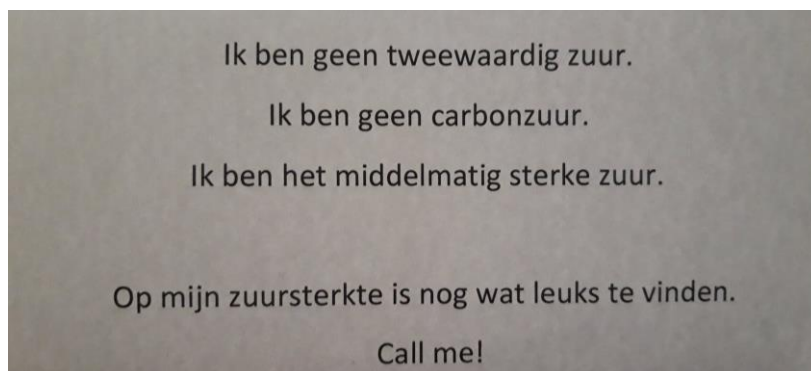 Ik ben geen tweewaardig zuur.
Ik ben geen carbonzuur.
Ik ben het middelmatig sterke zuur.
Op mijn zuursterkte is nog wat leuks te vinden.
Call me!